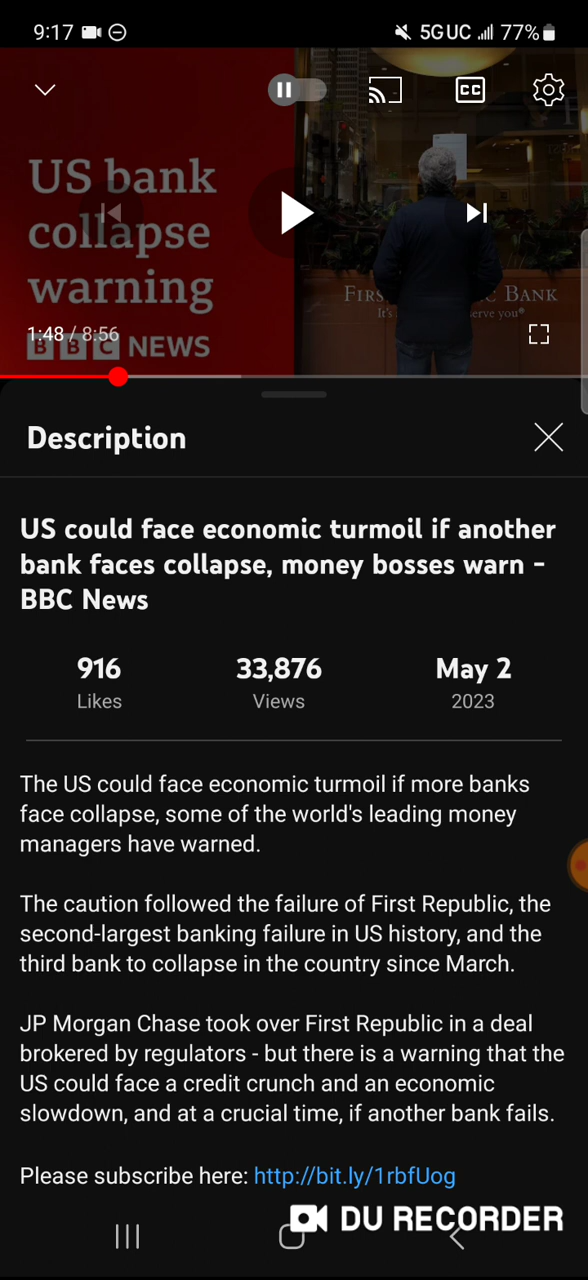 9:17
5G UC 77%
CC
US bank
collapse
warning
1:48 / 8:56
BBC NEWS
FIRS C BANK
It's erve you®
Description
US could face economic turmoil if another
bank faces collapse, money bosses warn -
BBC News
916 33,876 May 2
Likes Views 2023
The US could face economic turmoil if more banks
face collapse, some of the world's leading money
managers have warned.
The caution followed the failure of First Republic, the
second-largest banking failure in US history, and the
third bank to collapse in the country since March.
JP Morgan Chase took over First Republic in a deal
brokered by regulators - but there is a warning that the
US could face a credit crunch and an economic
slowdown, and at a crucial time, if another bank fails.
Please subscribe here: http://bit.ly/1rbfUog
DU RECORDER